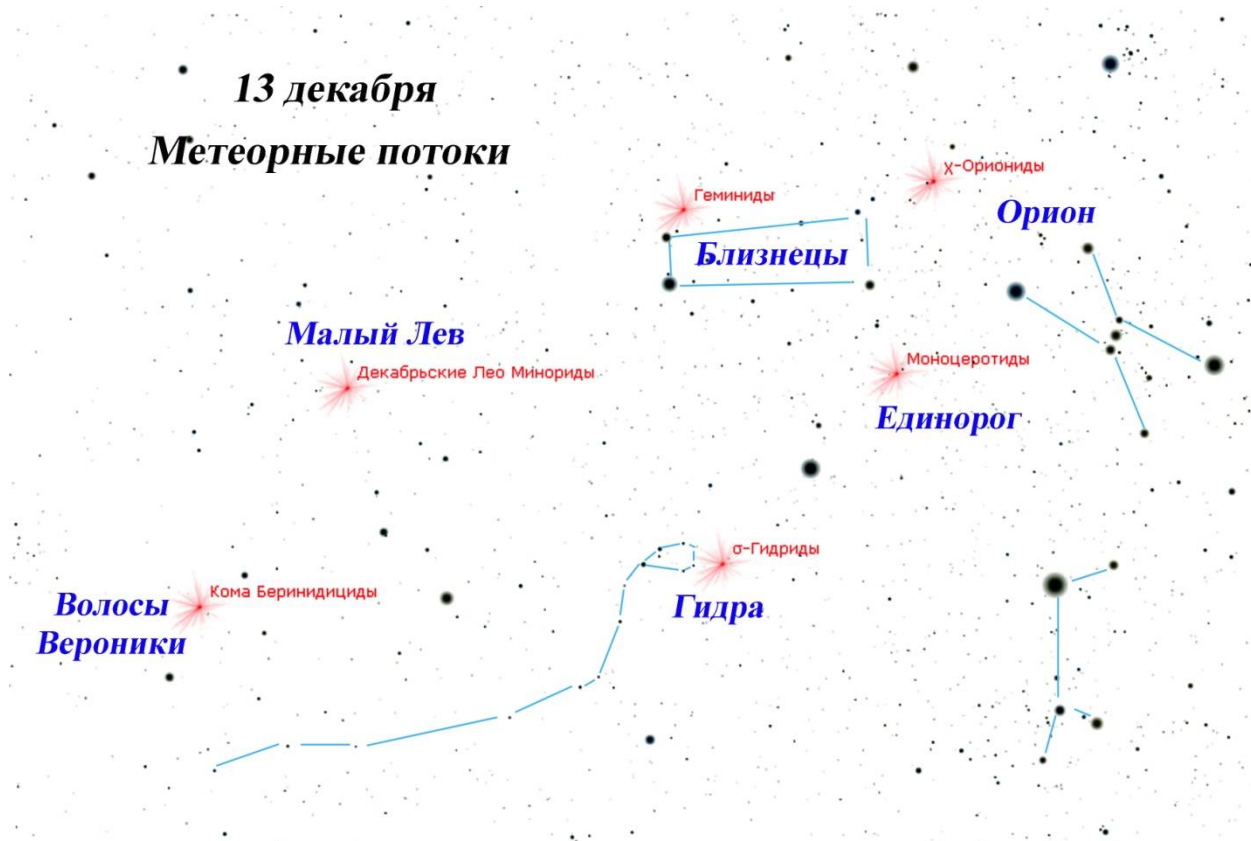 13 декабря
Метеорные потоки
χ-Ориониды
Геминиды
Орион
Близнецы
Малый Лев
Моноцеротиды
Декабрьские Лео Минориды
Единорог
σ-Гидриды
Кома Беринидициды
Волосы
Вероники
Гидра